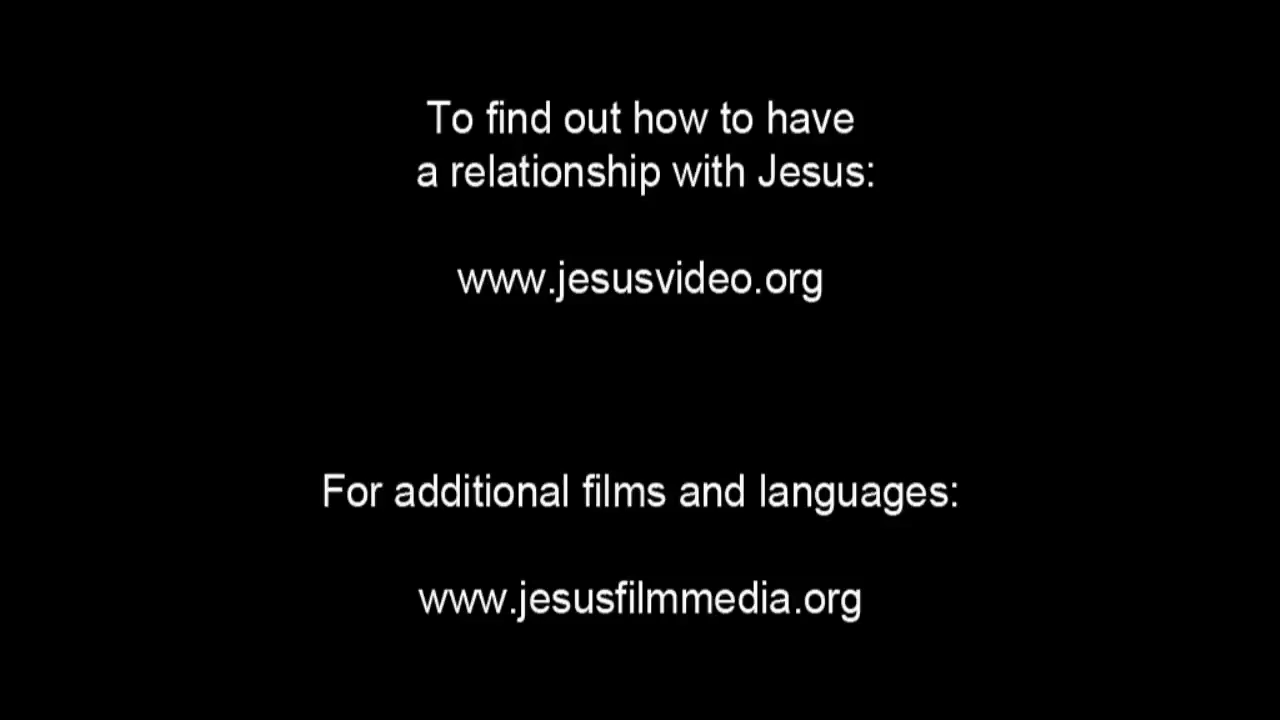 To find out how to have
a relationship with Jesus:
www.jesusvideo.org
For additional films and languages:
www.jesusfilmmedia.org